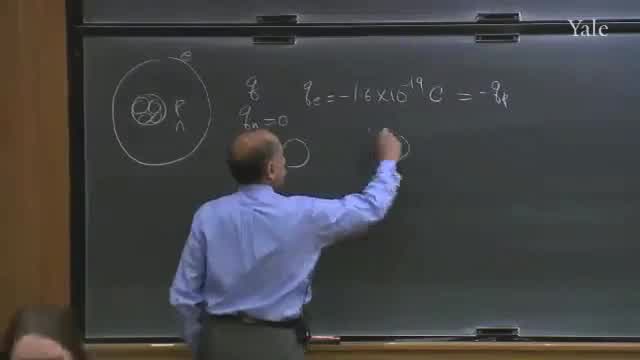 Yale
e
p
n
q
qₑ = -1.6 × 10⁻¹⁹ C = -qₚ
qₙ = 0